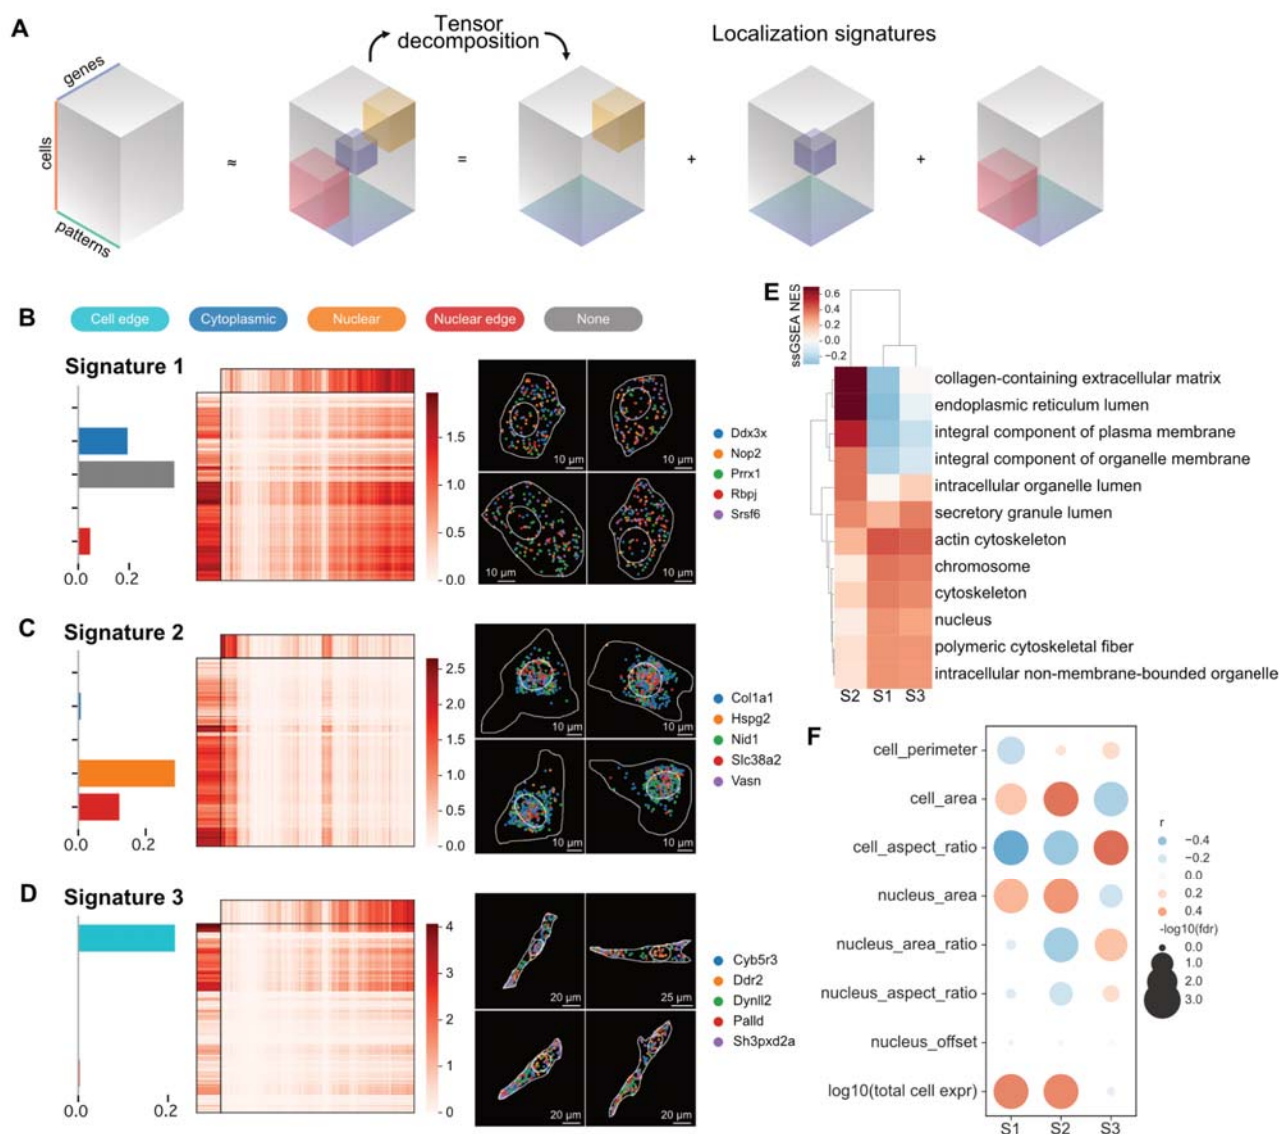 A
Tensor
decomposition
Localization signatures
genes
cells
patterns
≈
=
+
+
B
Cell edge
Cytoplasmic
Nuclear
Nuclear edge
None
Signature 1
0.0
0.2
1.5
1.0
0.5
0.0
10 µm
10 µm
10 µm
10 µm
Ddx3x
Nop2
Prrx1
Rbpj
Srsf6
C
Signature 2
0.0
0.2
2.5
2.0
1.5
1.0
0.5
0.0
10 µm
10 µm
10 µm
10 µm
Col1a1
Hspg2
Nid1
Slc38a2
Vasn
D
Signature 3
0.0
0.2
4
3
2
1
0
20 µm
25 µm
20 µm
20 µm
Cyb5r3
Ddr2
Dynll2
Palld
Sh3pxd2a
E
ssGSEA NES
0.6
0.4
0.2
0.0
−0.2
collagen-containing extracellular matrix
endoplasmic reticulum lumen
integral component of plasma membrane
integral component of organelle membrane
intracellular organelle lumen
secretory granule lumen
actin cytoskeleton
chromosome
cytoskeleton
nucleus
polymeric cytoskeletal fiber
intracellular non-membrane-bounded organelle
S2 S1 S3
F
cell_perimeter
cell_area
cell_aspect_ratio
nucleus_area
nucleus_area_ratio
nucleus_aspect_ratio
nucleus_offset
log10(total cell expr)
S1 S2 S3
r
−0.4
−0.2
0.0
0.2
0.4
-log10(fdr)
0.0
1.0
2.0
3.0